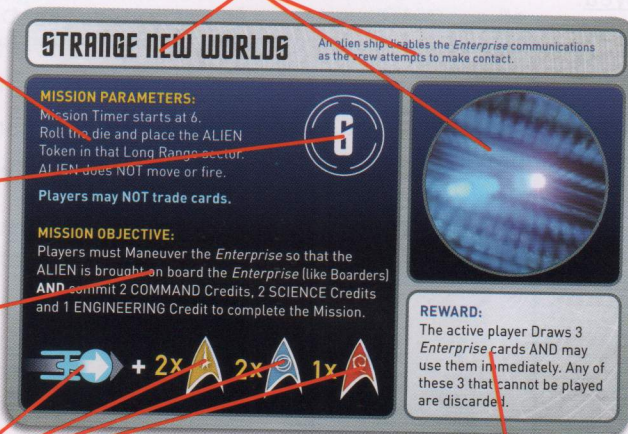 STRANGE NEW WORLDS
An alien ship disables the Enterprise communications
as the crew attempts to make contact.
MISSION PARAMETERS:
Mission Timer starts at 6.
Roll the die and place the ALIEN
Token in that Long Range sector.
ALIEN does NOT move or fire.
Players may NOT trade cards.
6
MISSION OBJECTIVE:
Players must Maneuver the Enterprise so that the
ALIEN is brought on board the Enterprise (like Boarders)
AND commit 2 COMMAND Credits, 2 SCIENCE Credits
and 1 ENGINEERING Credit to complete the Mission.
+ 2x 2x 1x
REWARD:
The active player Draws 3
Enterprise cards AND may
use them immediately. Any of
these 3 that cannot be played
are discarded.